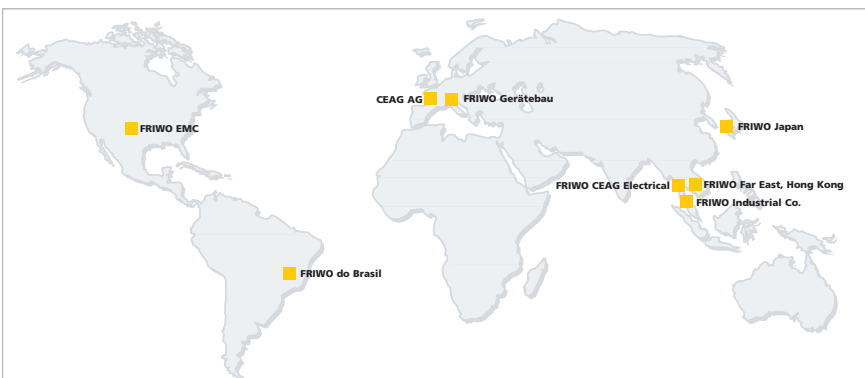 CEAG AG
FRIWO Gerätebau
FRIWO EMC
FRIWO Japan
FRIWO CEAG Electrical
FRIWO Far East, Hong Kong
FRIWO Industrial Co.
FRIWO do Brasil